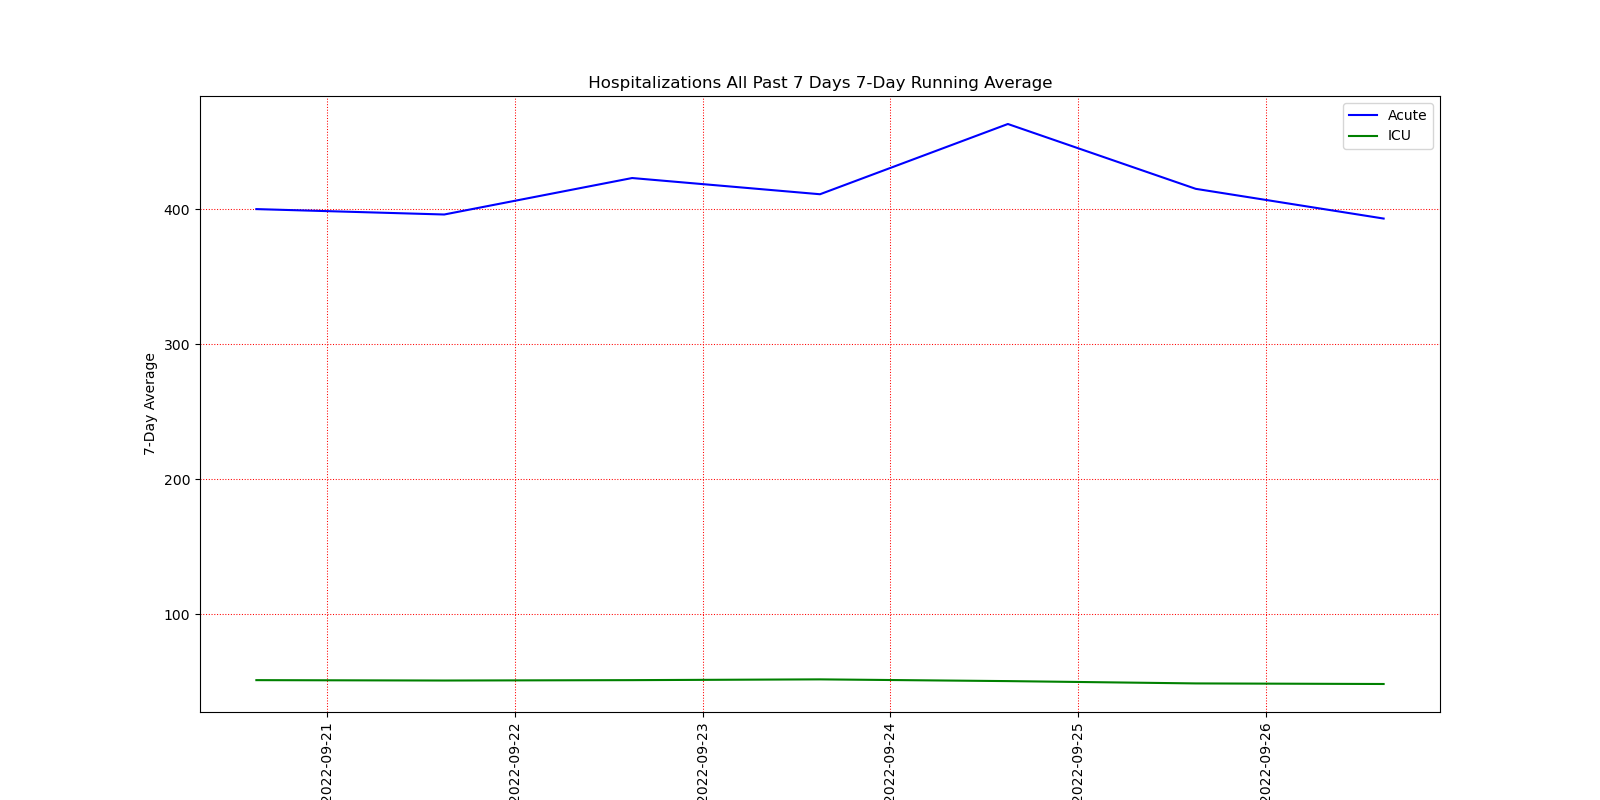 Hospitalizations All Past 7 Days 7-Day Running Average
Acute
ICU
7-Day Average
400
300
200
100
2022-09-21
2022-09-22
2022-09-23
2022-09-24
2022-09-25
2022-09-26